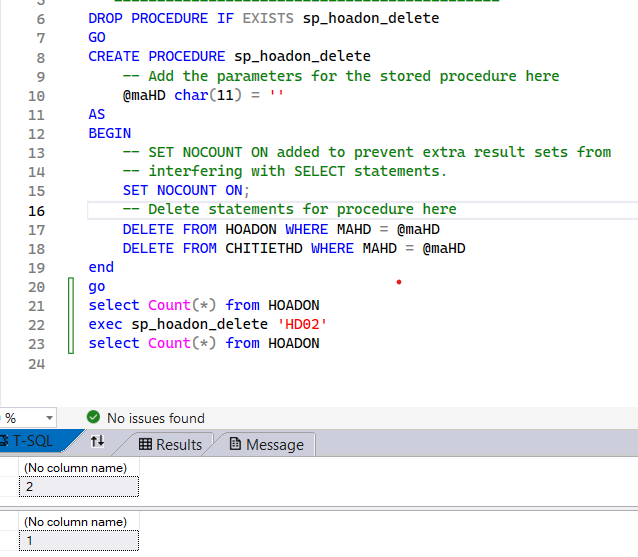 6 DROP PROCEDURE IF EXISTS sp_hoadon_delete
7 GO
8 CREATE PROCEDURE sp_hoadon_delete
9 -- Add the parameters for the stored procedure here
10 @maHD char(11) = ''
11 AS
12 BEGIN
13 -- SET NOCOUNT ON added to prevent extra result sets from
14 -- interfering with SELECT statements.
15 SET NOCOUNT ON;
16 -- Delete statements for procedure here
17 DELETE FROM HOADON WHERE MAHD = @maHD
18 DELETE FROM CHITIETHD WHERE MAHD = @maHD
19 end
20 go
21 select Count(*) from HOADON
22 exec sp_hoadon_delete 'HD02'
23 select Count(*) from HOADON
24
% No issues found
T-SQL Results Message
(No column name)
2
(No column name)
1